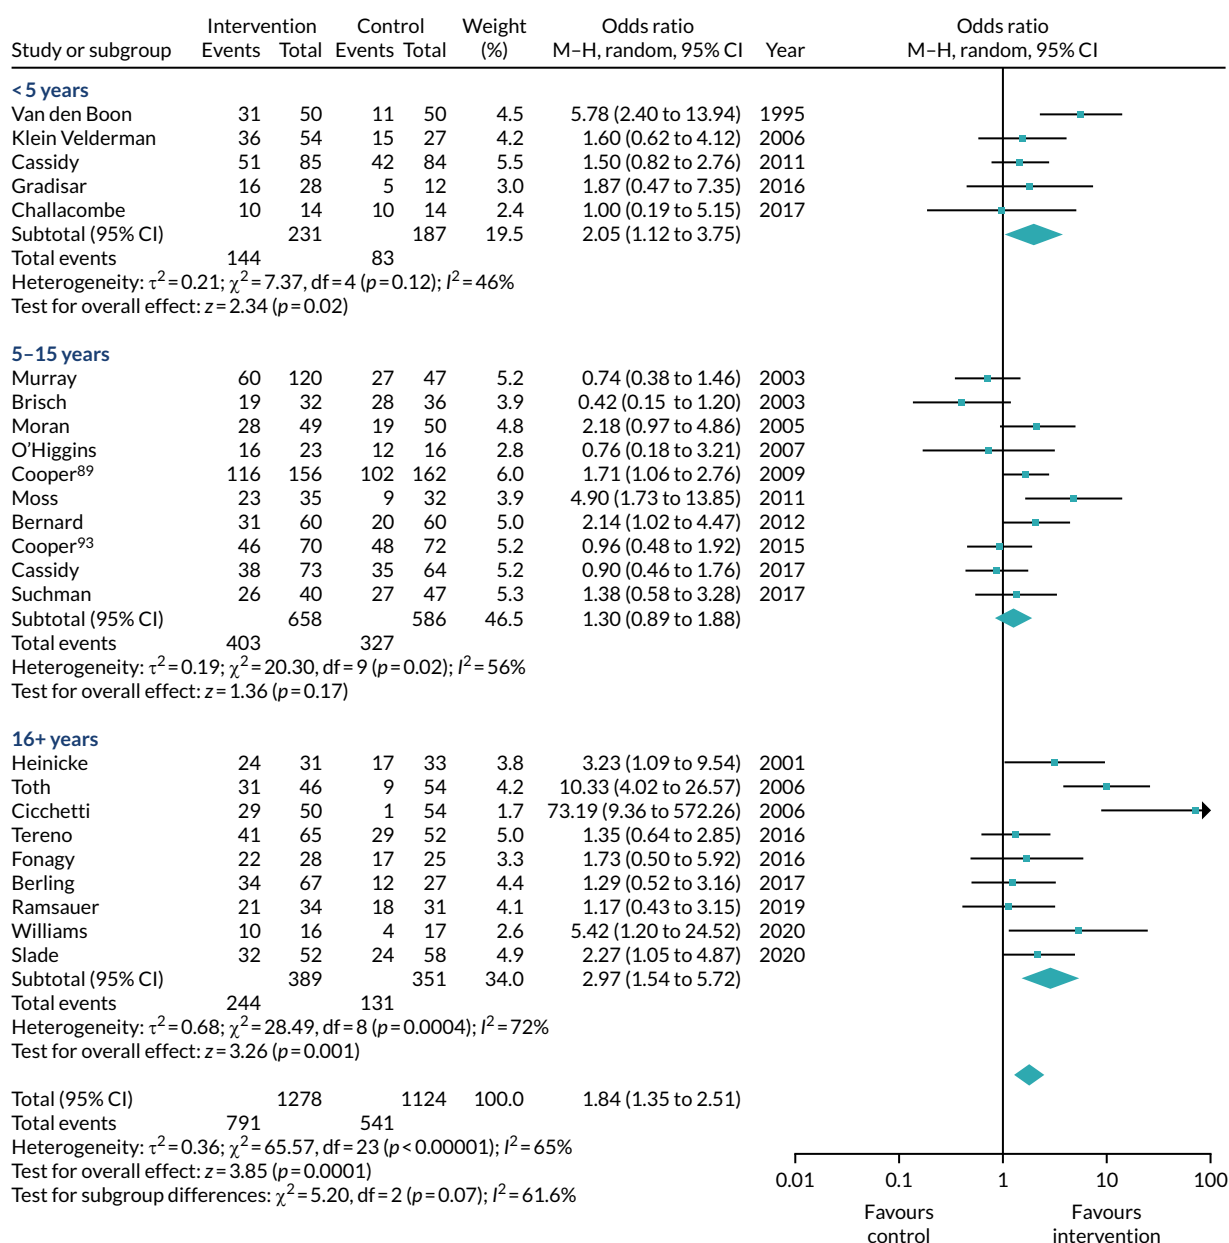 Intervention Control Weight Odds ratio Odds ratio
Study or subgroup Events Total Events Total (%) M–H, random, 95% CI Year M–H, random, 95% CI
< 5 years
Van den Boon 31 50 11 50 4.5 5.78 (2.40 to 13.94) 1995
Klein Velderman 36 54 15 27 4.2 1.60 (0.62 to 4.12) 2006
Cassidy 51 85 42 84 5.5 1.50 (0.82 to 2.76) 2011
Gradisar 16 28 5 12 3.0 1.87 (0.47 to 7.35) 2016
Challacombe 10 14 10 14 2.4 1.00 (0.19 to 5.15) 2017
Subtotal (95% CI) 231 187 19.5 2.05 (1.12 to 3.75)
Total events 144 83
Heterogeneity: τ²=0.21; χ²=7.37, df=4 (p=0.12); I²=46%
Test for overall effect: z=2.34 (p=0.02)
5–15 years
Murray 60 120 27 47 5.2 0.74 (0.38 to 1.46) 2003
Brisch 19 32 28 36 3.9 0.42 (0.15 to 1.20) 2003
Moran 28 49 19 50 4.8 2.18 (0.97 to 4.86) 2005
O'Higgins 16 23 12 16 2.8 0.76 (0.18 to 3.21) 2007
Cooper⁸⁹ 116 156 102 162 6.0 1.71 (1.06 to 2.76) 2009
Moss 23 35 9 32 3.9 4.90 (1.73 to 13.85) 2011
Bernard 31 60 20 60 5.0 2.14 (1.02 to 4.47) 2012
Cooper⁹³ 46 70 48 72 5.2 0.96 (0.48 to 1.92) 2015
Cassidy 38 73 35 64 5.2 0.90 (0.46 to 1.76) 2017
Suchman 26 40 27 47 5.3 1.38 (0.58 to 3.28) 2017
Subtotal (95% CI) 658 586 46.5 1.30 (0.89 to 1.88)
Total events 403 327
Heterogeneity: τ²=0.19; χ²=20.30, df=9 (p=0.02); I²=56%
Test for overall effect: z=1.36 (p=0.17)
16+ years
Heinicke 24 31 17 33 3.8 3.23 (1.09 to 9.54) 2001
Toth 31 46 9 54 4.2 10.33 (4.02 to 26.57) 2006
Cicchetti 29 50 1 54 1.7 73.19 (9.36 to 572.26) 2006
Tereno 41 65 29 52 5.0 1.35 (0.64 to 2.85) 2016
Fonagy 22 28 17 25 3.3 1.73 (0.50 to 5.92) 2016
Berling 34 67 12 27 4.4 1.29 (0.52 to 3.16) 2017
Ramsauer 21 34 18 31 4.1 1.17 (0.43 to 3.15) 2019
Williams 10 16 4 17 2.6 5.42 (1.20 to 24.52) 2020
Slade 32 52 24 58 4.9 2.27 (1.05 to 4.87) 2020
Subtotal (95% CI) 389 351 34.0 2.97 (1.54 to 5.72)
Total events 244 131
Heterogeneity: τ²=0.68; χ²=28.49, df=8 (p=0.0004); I²=72%
Test for overall effect: z=3.26 (p=0.001)
Total (95% CI) 1278 1124 100.0 1.84 (1.35 to 2.51)
Total events 791 541
Heterogeneity: τ²=0.36; χ²=65.57, df=23 (p<0.00001); I²=65%
Test for overall effect: z=3.85 (p=0.0001)
Test for subgroup differences: χ²=5.20, df=2 (p=0.07); I²=61.6%
0.01 0.1 1 10 100
Favours Favours
control intervention